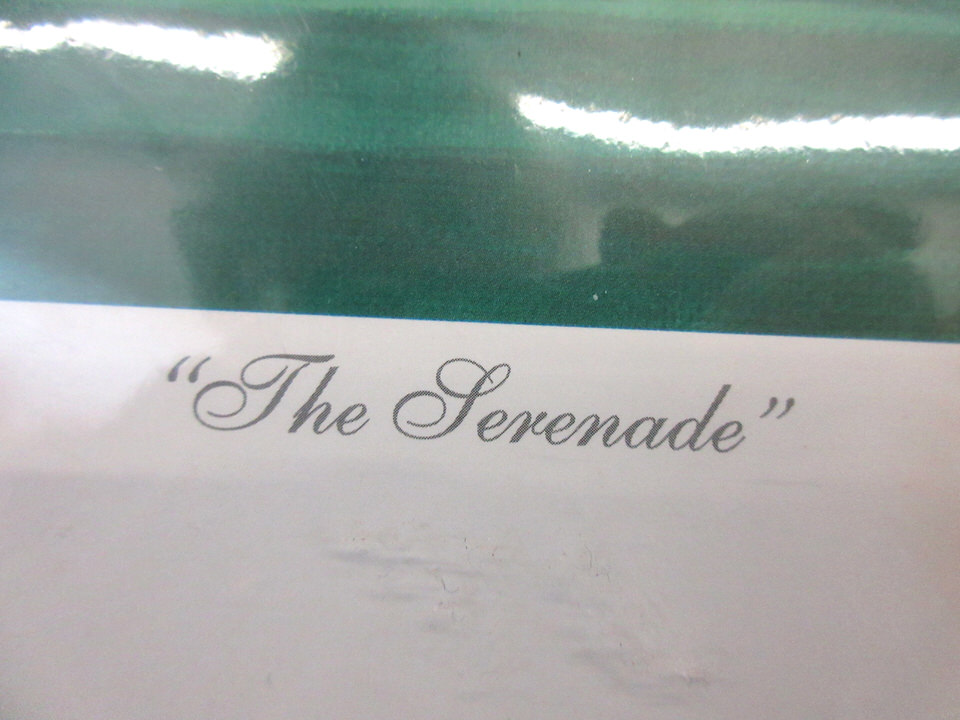 “The Serenade”